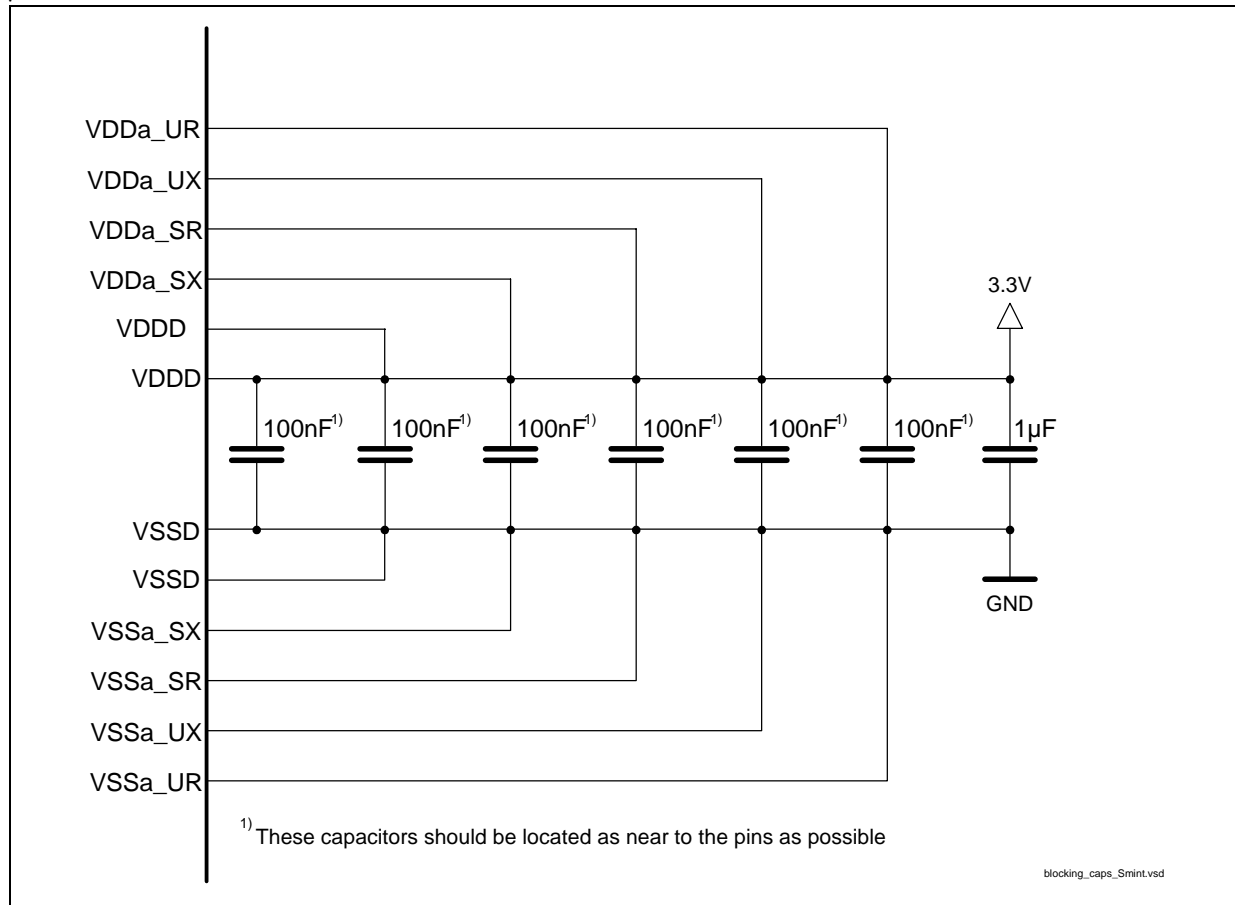 VDDa_UR
VDDa_UX
VDDa_SR
VDDa_SX
3.3V
VDDD
VDDD
100nF1) 100nF1) 100nF1) 100nF1) 100nF1) 100nF1) 1µF
VSSD
VSSD
GND
VSSa_SX
VSSa_SR
VSSa_UX
VSSa_UR
1) These capacitors should be located as near to the pins as possible
blocking_caps_Smint.vsd